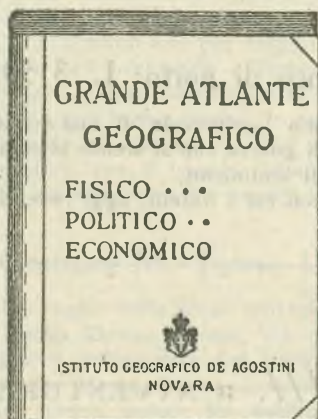 GRANDE ATLANTE
GEOGRAFICO
FISICO • • •
POLITICO • •
ECONOMICO
ISTITUTO GEOGRAFICO DE AGOSTINI
NOVARA